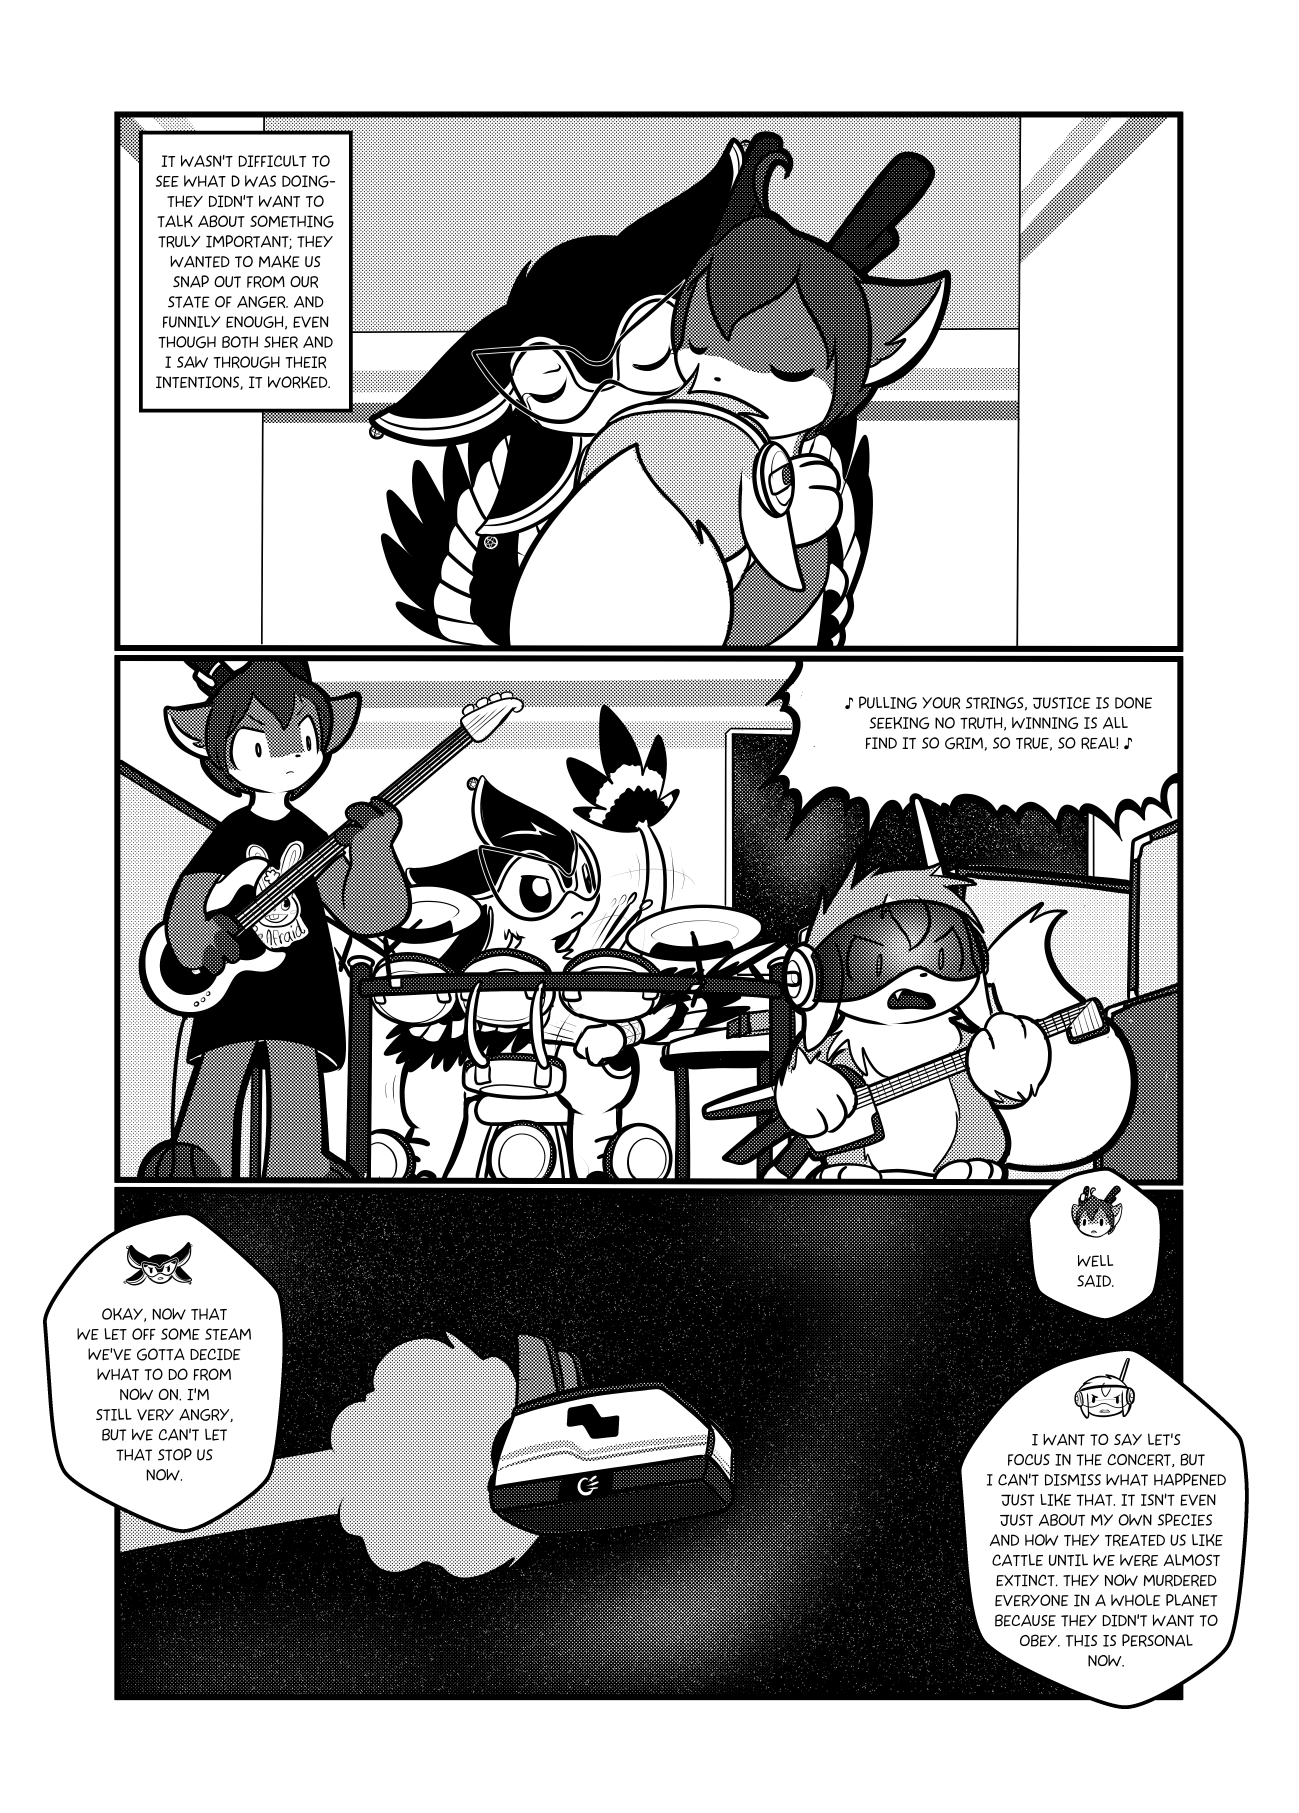 IT WASN'T DIFFICULT TO
SEE WHAT D WAS DOING-
THEY DIDN'T WANT TO
TALK ABOUT SOMETHING
TRULY IMPORTANT; THEY
WANTED TO MAKE US
SNAP OUT FROM OUR
STATE OF ANGER. AND
FUNNILY ENOUGH, EVEN
THOUGH BOTH SHER AND
I SAW THROUGH THEIR
INTENTIONS, IT WORKED.
♪ PULLING YOUR STRINGS, JUSTICE IS DONE
SEEKING NO TRUTH, WINNING IS ALL
FIND IT SO GRIM, SO TRUE, SO REAL! ♪
Afraid
OKAY, NOW THAT
WE LET OFF SOME STEAM
WE'VE GOTTA DECIDE
WHAT TO DO FROM
NOW ON. I'M
STILL VERY ANGRY,
BUT WE CAN'T LET
THAT STOP US
NOW.
WELL
SAID.
I WANT TO SAY LET'S
FOCUS IN THE CONCERT, BUT
I CAN'T DISMISS WHAT HAPPENED
JUST LIKE THAT. IT ISN'T EVEN
JUST ABOUT MY OWN SPECIES
AND HOW THEY TREATED US LIKE
CATTLE UNTIL WE WERE ALMOST
EXTINCT. THEY NOW MURDERED
EVERYONE IN A WHOLE PLANET
BECAUSE THEY DIDN'T WANT TO
OBEY. THIS IS PERSONAL
NOW.